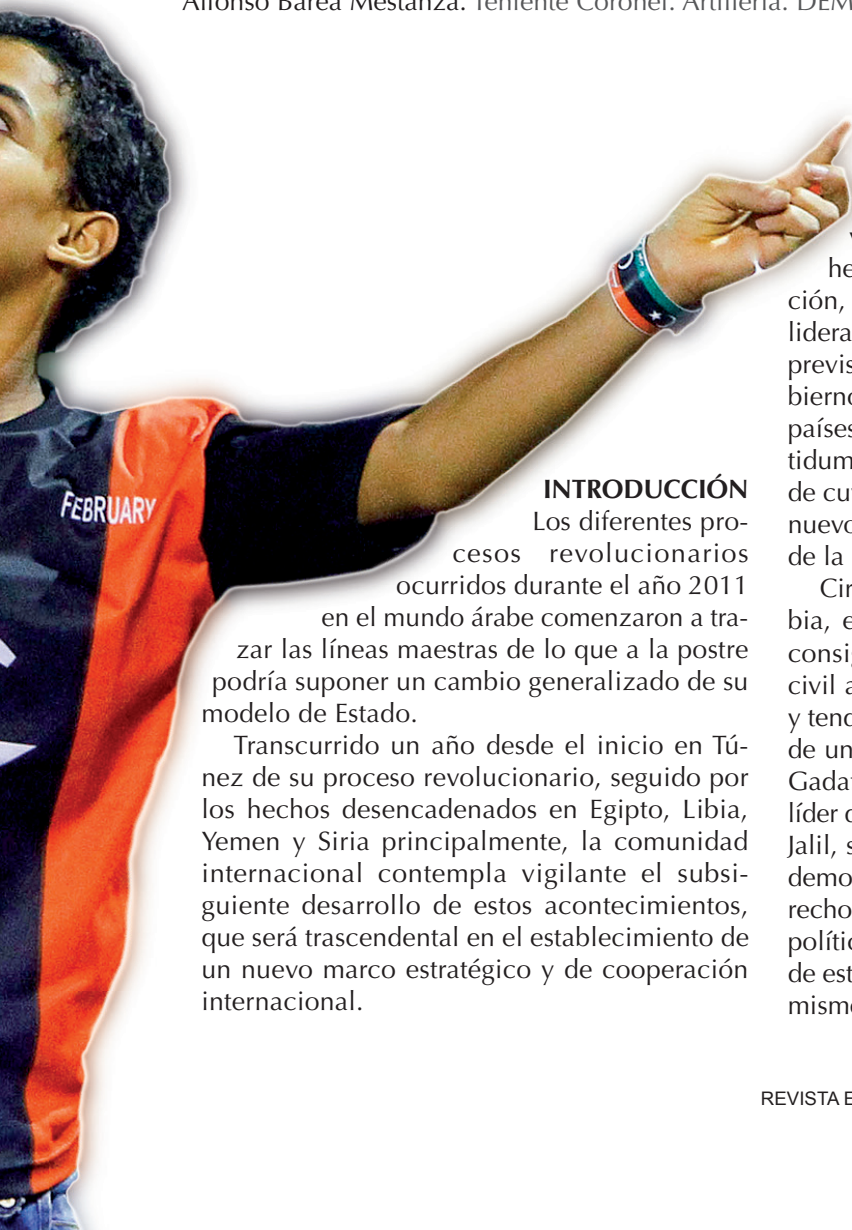 Alfonso Barea Mestanza. Teniente Coronel. Artillería. DEM
FEBRUARY
INTRODUCCIÓN
Los diferentes pro-
cesos revolucionarios
ocurridos durante el año 2011
en el mundo árabe comenzaron a tra-
zar las líneas maestras de lo que a la postre
podría suponer un cambio generalizado de su
modelo de Estado.
Transcurrido un año desde el inicio en Tú-
nez de su proceso revolucionario, seguido por
los hechos desencadenados en Egipto, Libia,
Yemen y Siria principalmente, la comunidad
internacional contempla vigilante el subsi-
guiente desarrollo de estos acontecimientos,
que será trascendental en el establecimiento de
un nuevo marco estratégico y de cooperación
internacional.
he
ción,
lidera
previs
bierno
países
tidum
de cu
nuevo
de la
Cir
bia, e
consig
civil a
y tend
de un
Gadaf
líder d
Jalil, s
demo
recho
polític
de est
mismo
REVISTA E